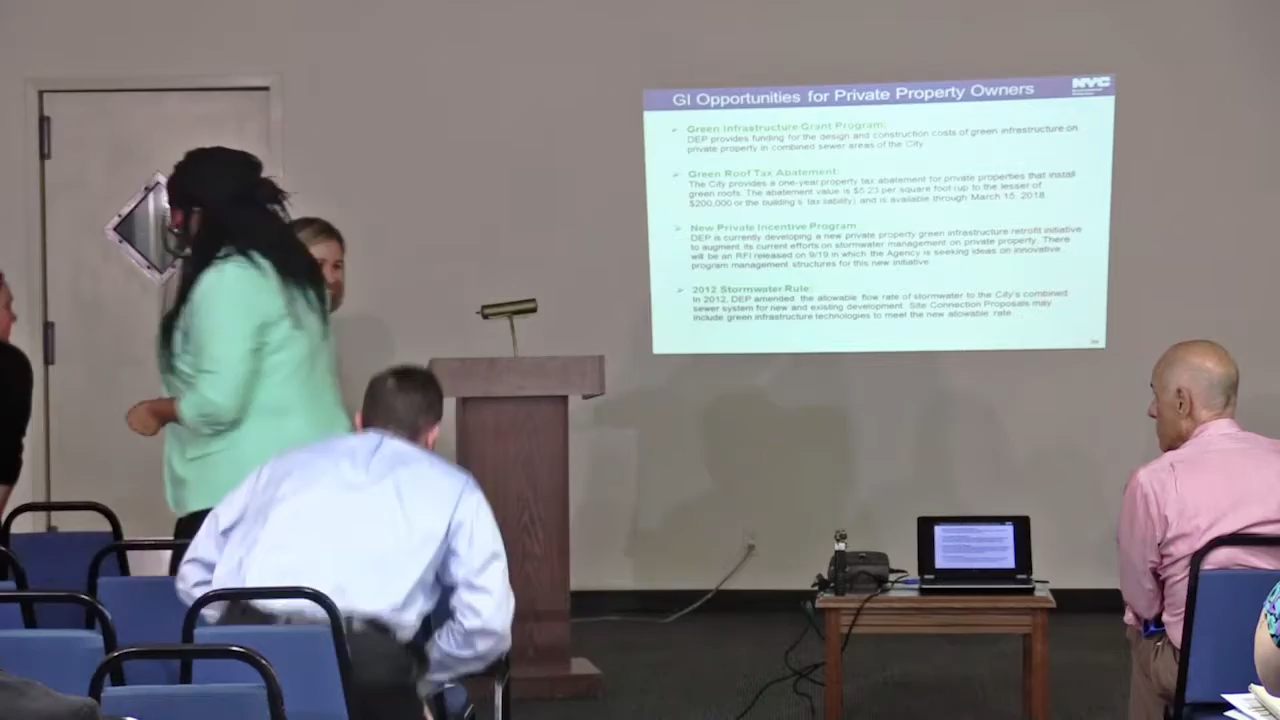 GI Opportunities for Private Property Owners
NYC
Green Infrastructure Grant Program:
DEP provides funding for the design and construction costs of green infrastructure on
private property in combined sewer areas of the City
Green Roof Tax Abatement:
The City provides a one-year property tax abatement for private properties that install
green roofs. The abatement value is $5.23 per square foot (up to the lesser of
$200,000 or the building's tax liability) and is available through March 15, 2018.
New Private Incentive Program
DEP is currently developing a new private property green infrastructure retrofit initiative
to augment its current efforts on stormwater management on private property. There
will be an RFI released on 9/19 in which the Agency is seeking ideas on innovative
program management structures for this new initiative.
2012 Stormwater Rule:
In 2012, DEP amended the allowable flow rate of stormwater to the City's combined
sewer system for new and existing development. Site Connection Proposals may
include green infrastructure technologies to meet the new allowable rate.